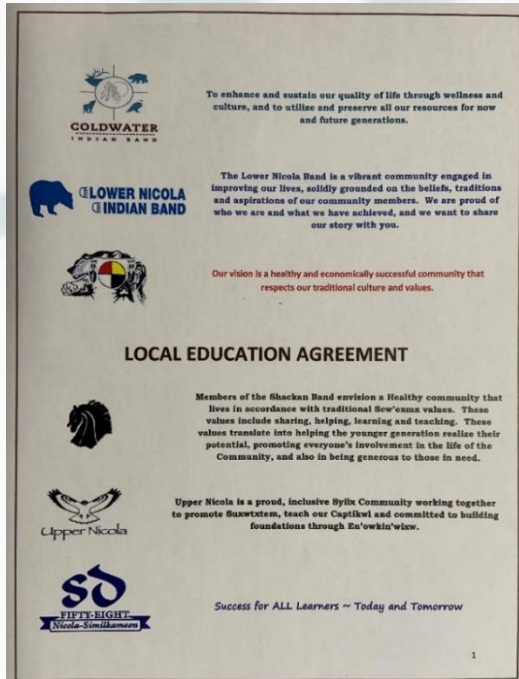 COLDWATER
INDIAN BAND
To enhance and sustain our quality of life through wellness and
culture, and to utilize and preserve all our resources for now
and future generations.
LOWER NICOLA
INDIAN BAND
The Lower Nicola Band is a vibrant community engaged in
improving our lives, solidly grounded on the beliefs, traditions
and aspirations of our community members. We are proud of
who we are and what we have achieved, and we want to share
our story with you.
Our vision is a healthy and economically successful community that
respects our traditional culture and values.
LOCAL EDUCATION AGREEMENT
Members of the Shackan Band envision a Healthy community that
lives in accordance with traditional Scw'exmx values. These
values include sharing, helping, learning and teaching. These
values translate into helping the younger generation realize their
potential, promoting everyone's involvement in the life of the
Community, and also in being generous to those in need.
Upper Nicola
Upper Nicola is a proud, inclusive Syilx Community working together
to promote Suxwtxtem, teach our Captikwl and committed to building
foundations through En'owkin'wixw.
sd
FIFTY-EIGHT
Nicola-Similkameen
Success for ALL Learners ~ Today and Tomorrow
1